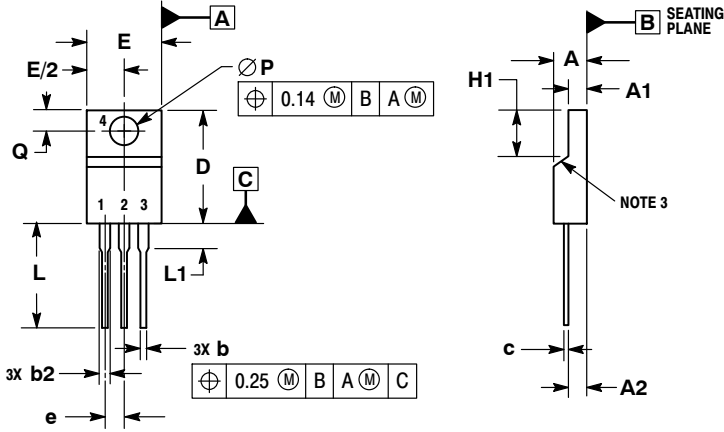 A
E
E/2
∅ P
⌖ 0.14 Ⓜ B A Ⓜ
4
Q
D
C
1 2 3
L
L1
3X b
3X b2
⌖ 0.25 Ⓜ B A Ⓜ C
e
B SEATING
PLANE
A
H1
A1
NOTE 3
c
A2